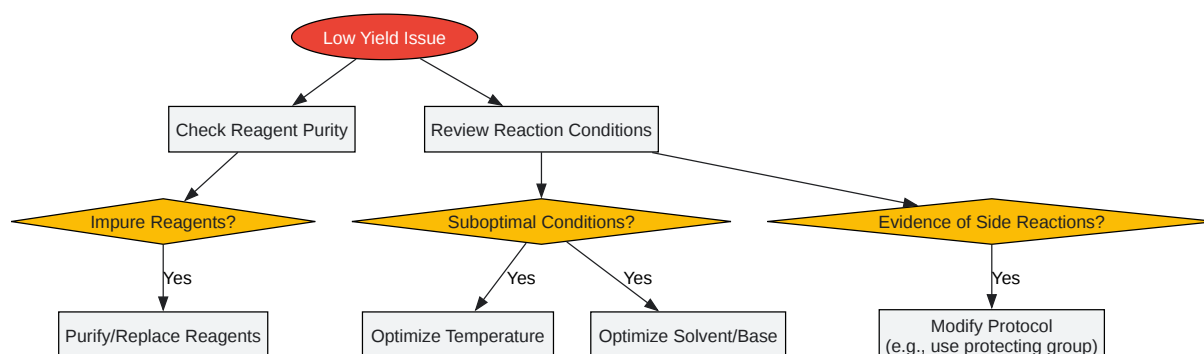 Low Yield Issue
Check Reagent Purity
Review Reaction Conditions
Impure Reagents?
Suboptimal Conditions?
Evidence of Side Reactions?
Yes
Yes
Yes
Yes
Purify/Replace Reagents
Optimize Temperature
Optimize Solvent/Base
Modify Protocol
(e.g., use protecting group)